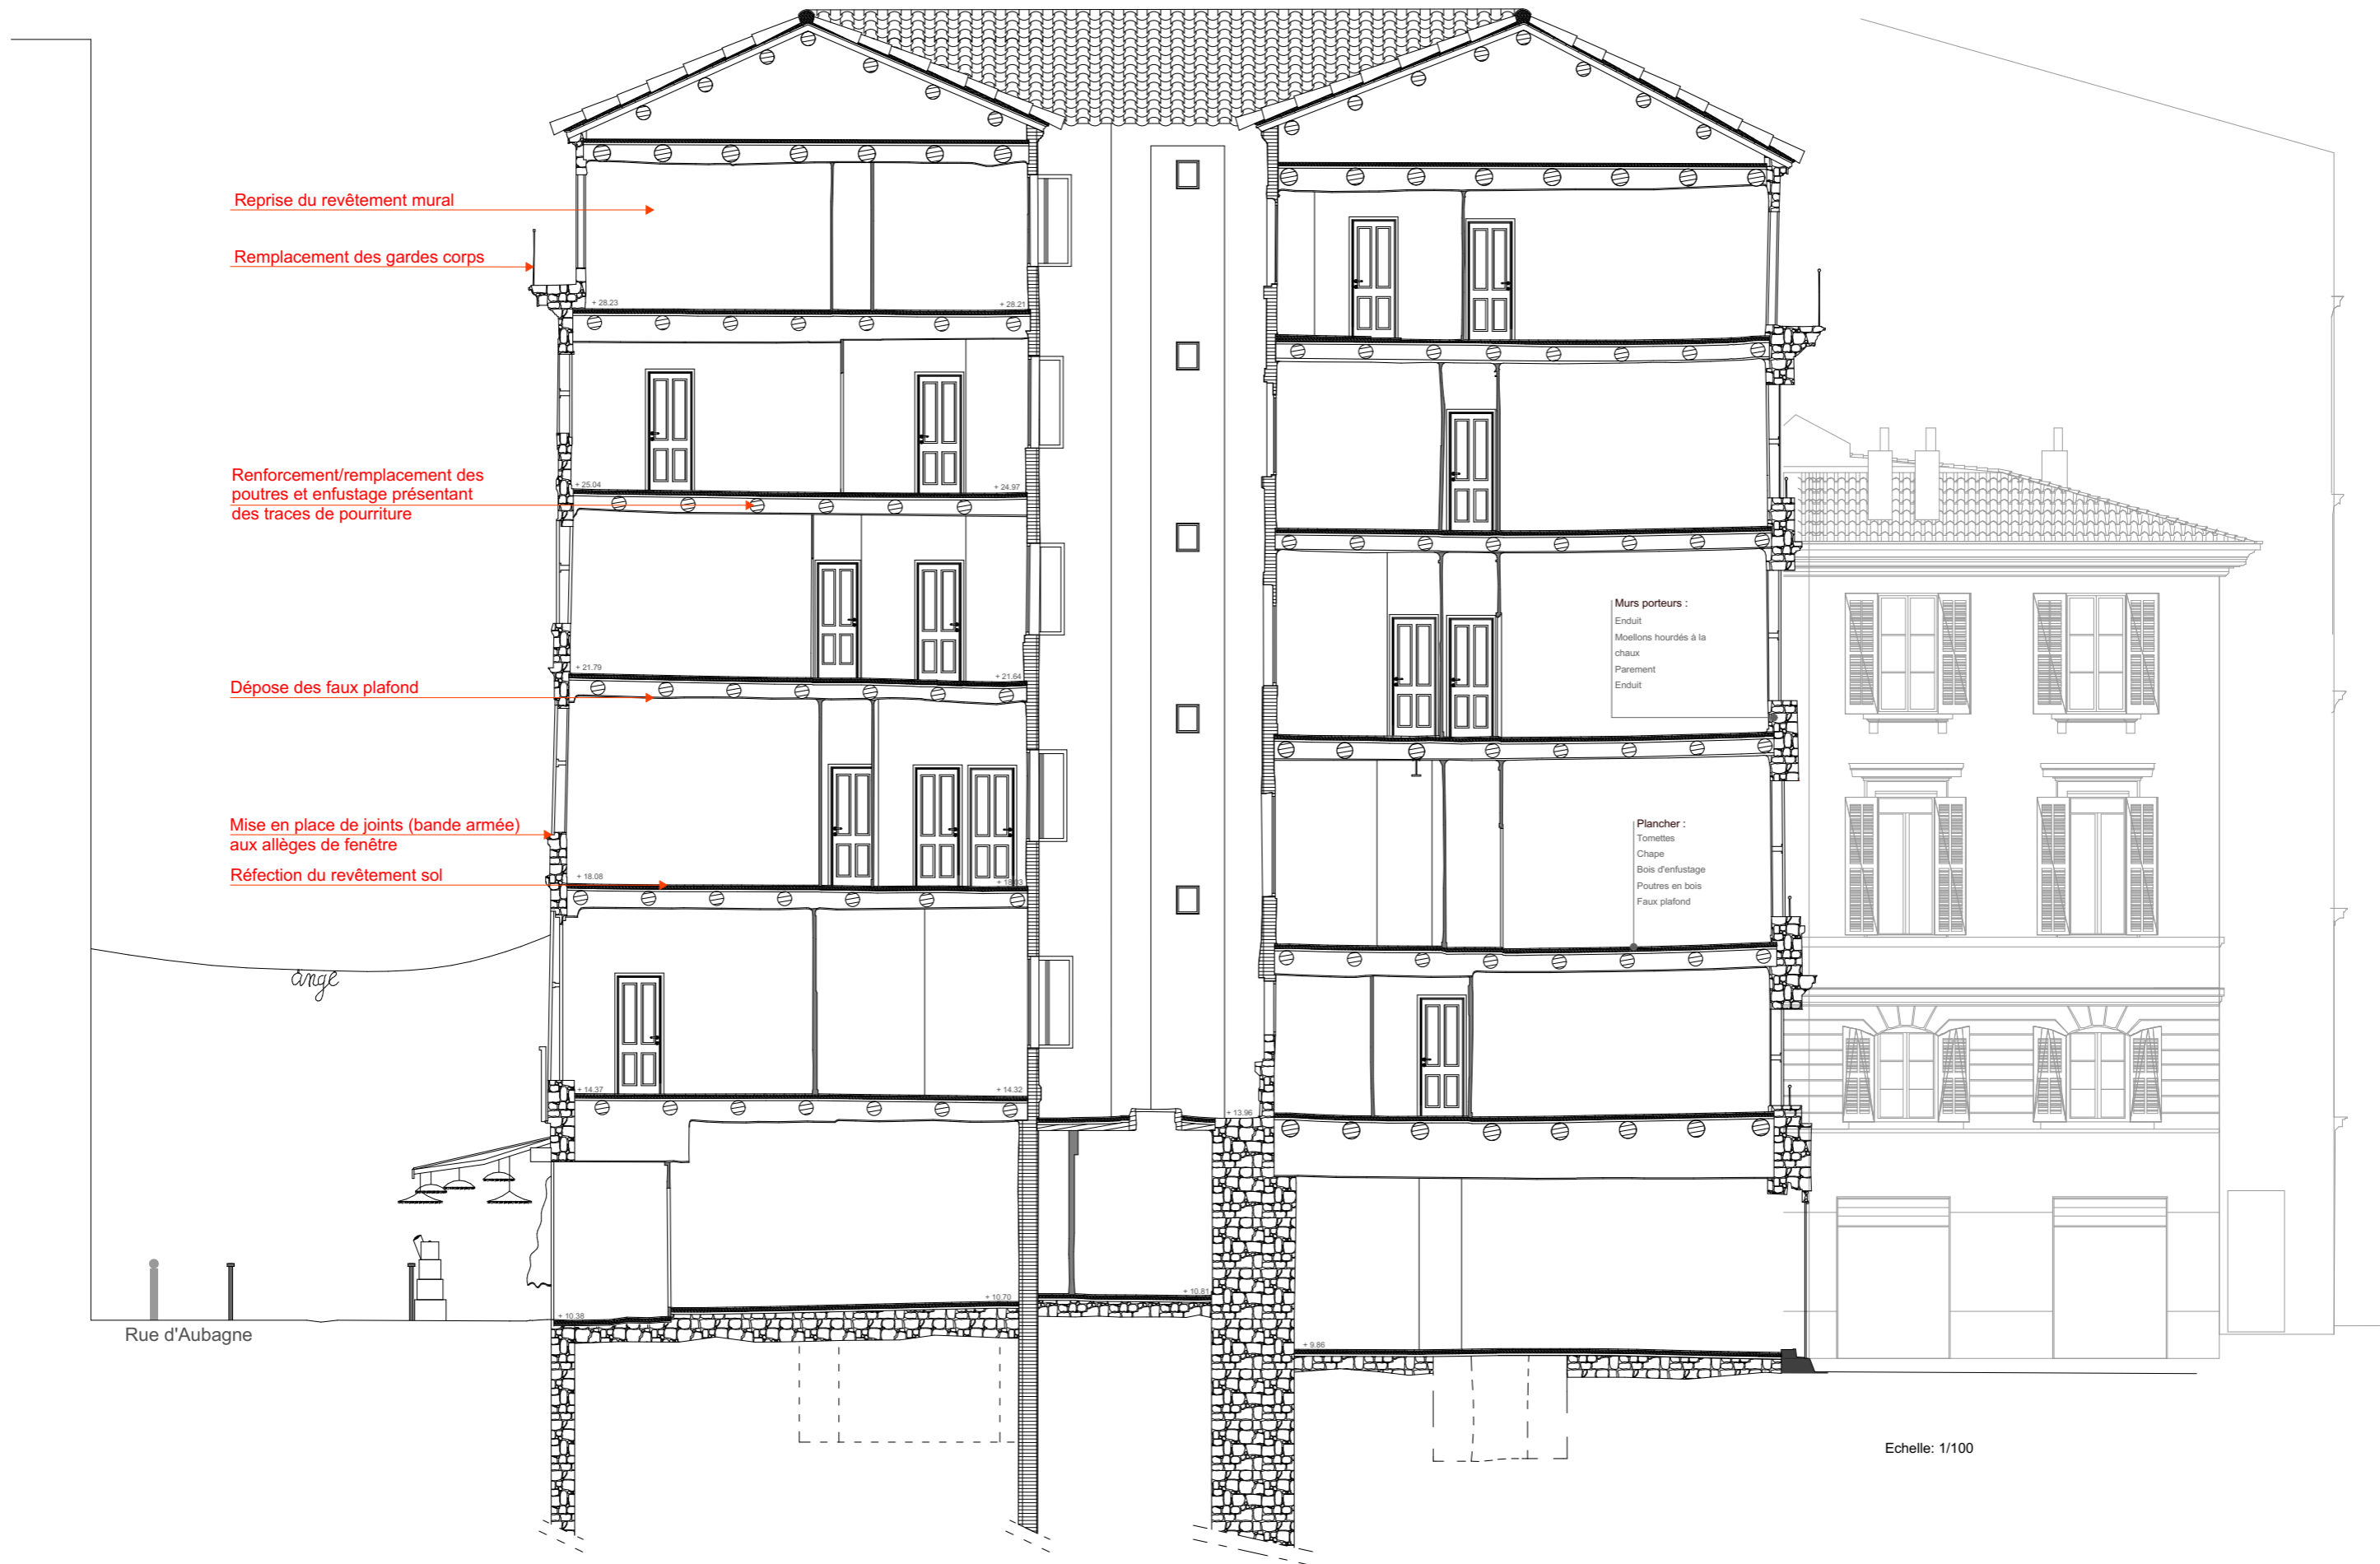 Reprise du revêtement mural
Remplacement des gardes corps
+ 28.23
+ 28.21
Renforcement/remplacement des
poutres et enfustage présentant
des traces de pourriture
+ 25.04
+ 24.97
Murs porteurs :
Enduit
Moellons hourdés à la
chaux
Parement
Enduit
+ 21.79
+ 21.64
Dépose des faux plafond
Mise en place de joints (bande armée)
aux allèges de fenêtre
Plancher :
Tomettes
Chape
Bois d'enfustage
Poutres en bois
Faux plafond
Réfection du revêtement sol
+ 18.08
ange
+ 14.37
+ 14.32
+ 13.96
+ 10.70
+ 10.81
+ 10.38
Rue d'Aubagne
+ 9.86
Echelle: 1/100